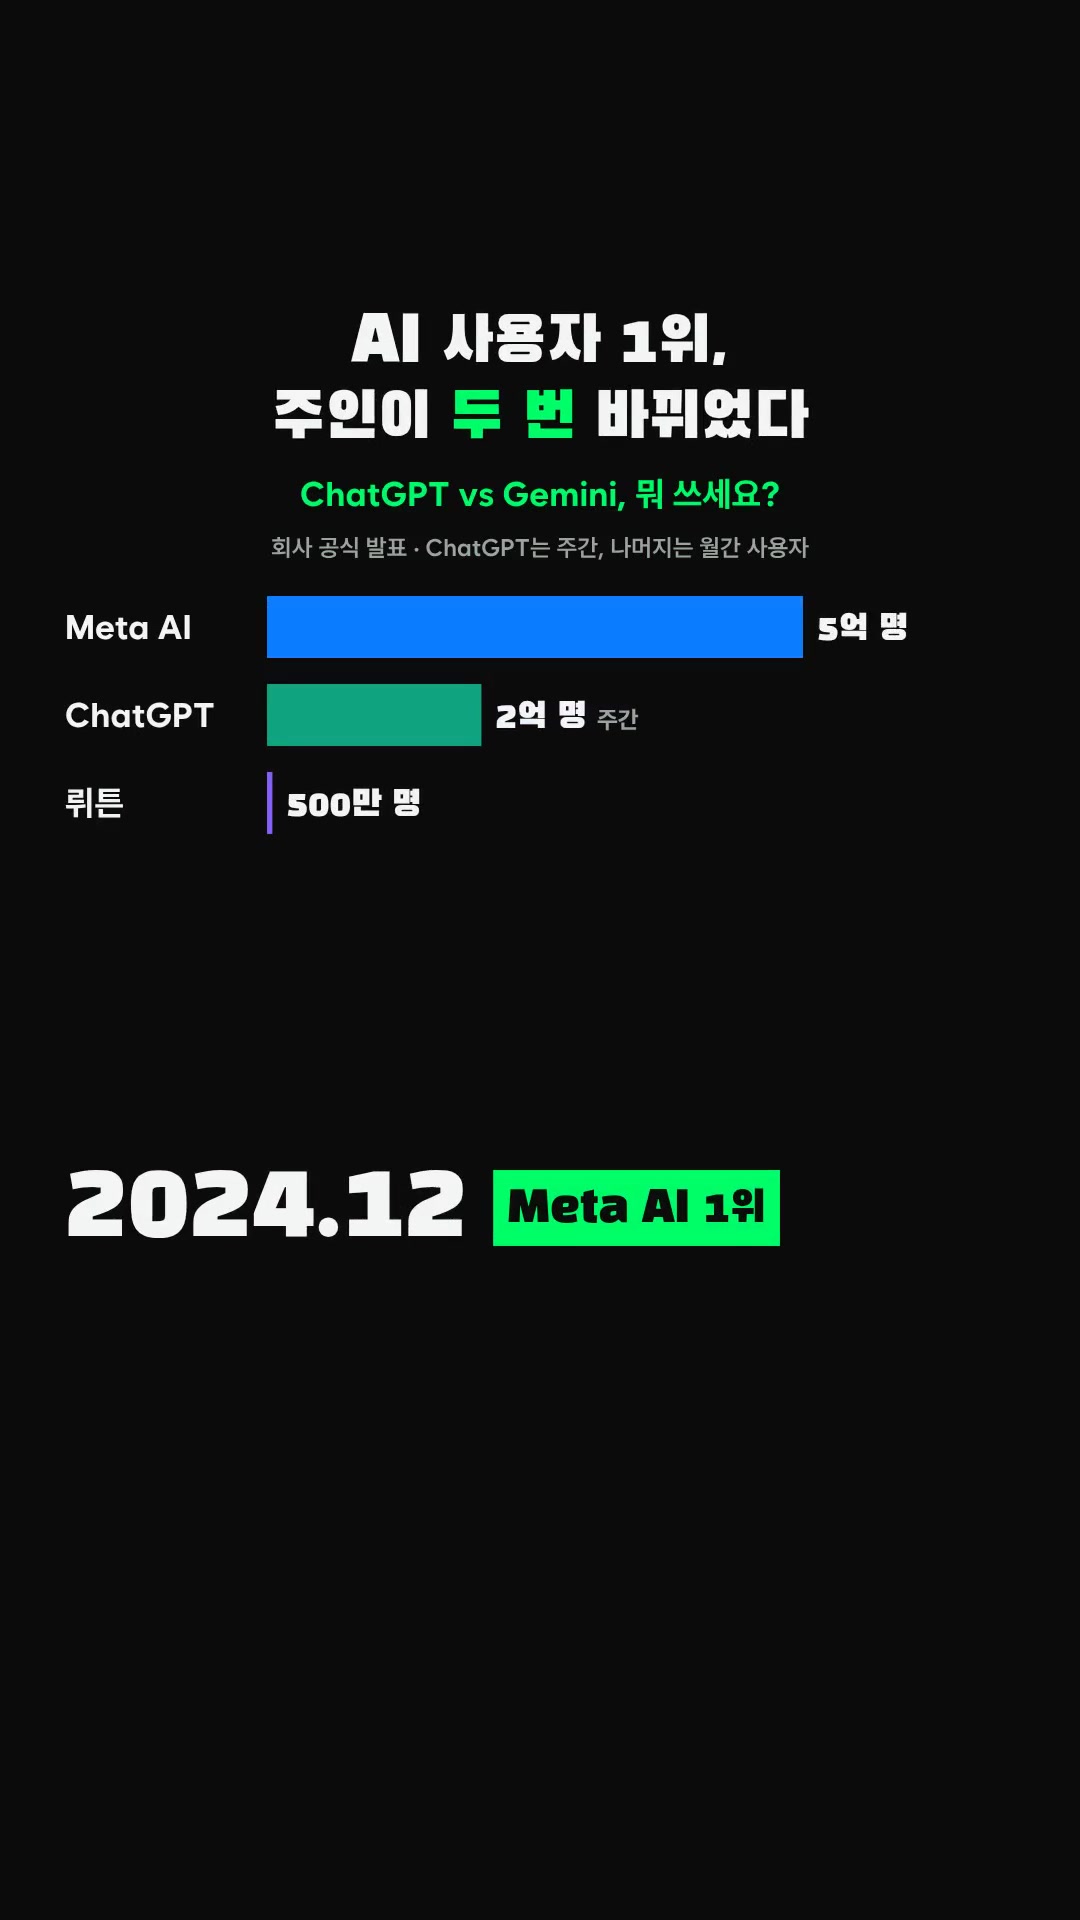 AI 사용자 1위,
주인이 두 번 바뀌었다
ChatGPT vs Gemini, 뭐 쓰세요?
회사 공식 발표 · ChatGPT는 주간, 나머지는 월간 사용자
Meta AI 5억 명
ChatGPT 2억 명 주간
뤼튼 500만 명
2024.12 Meta AI 1위